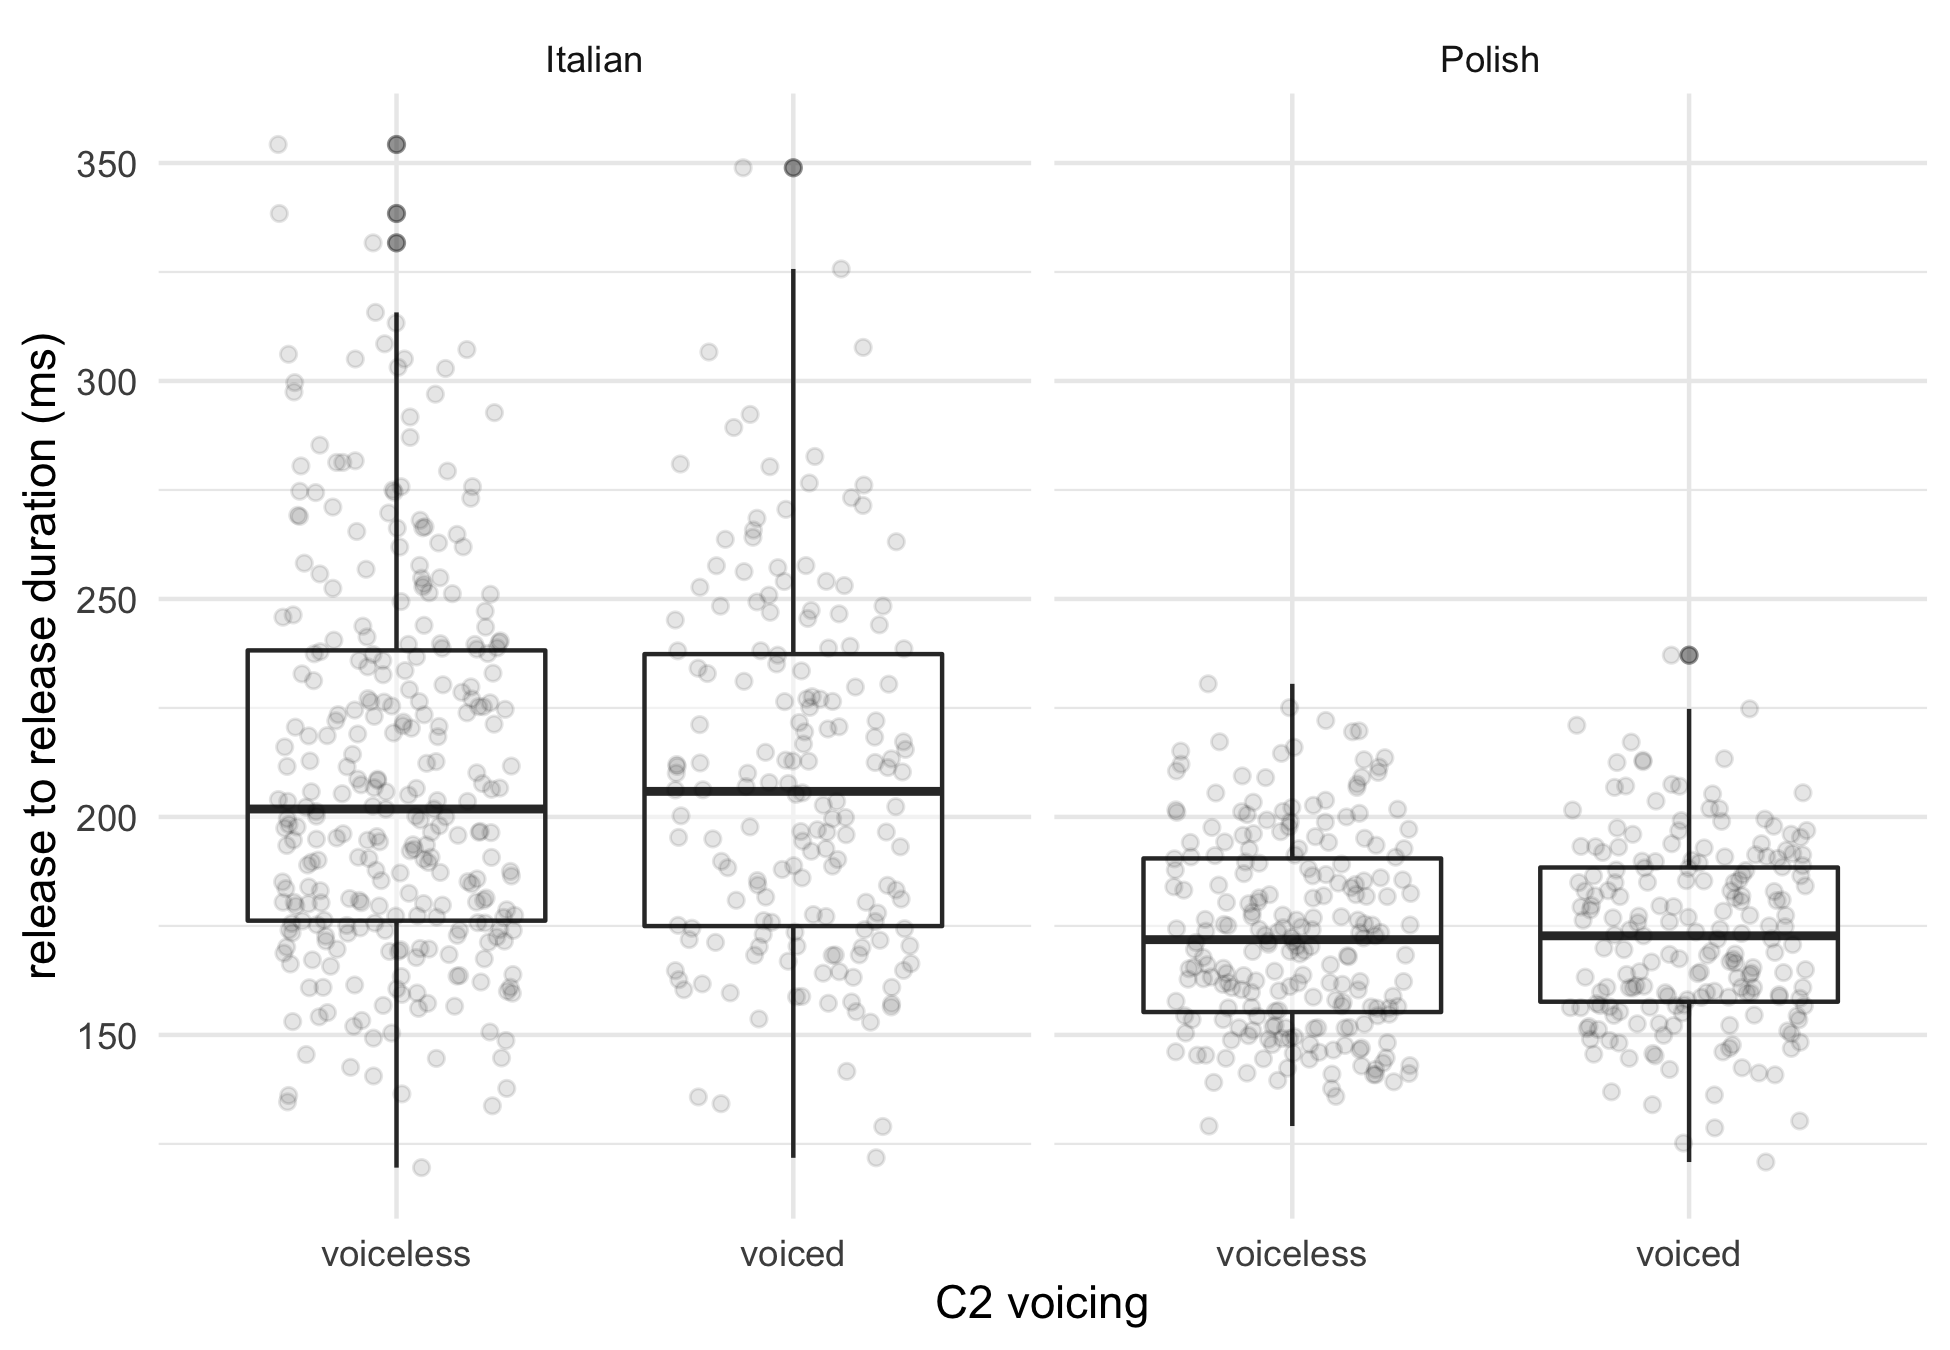 Italian
Polish
release to release duration (ms)
350
300
250
200
150
voiceless
voiced
voiceless
voiced
C2 voicing